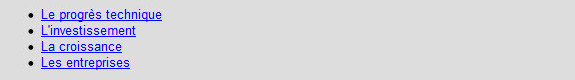 Le progrès technique
L'investissement
La croissance
Les entreprises